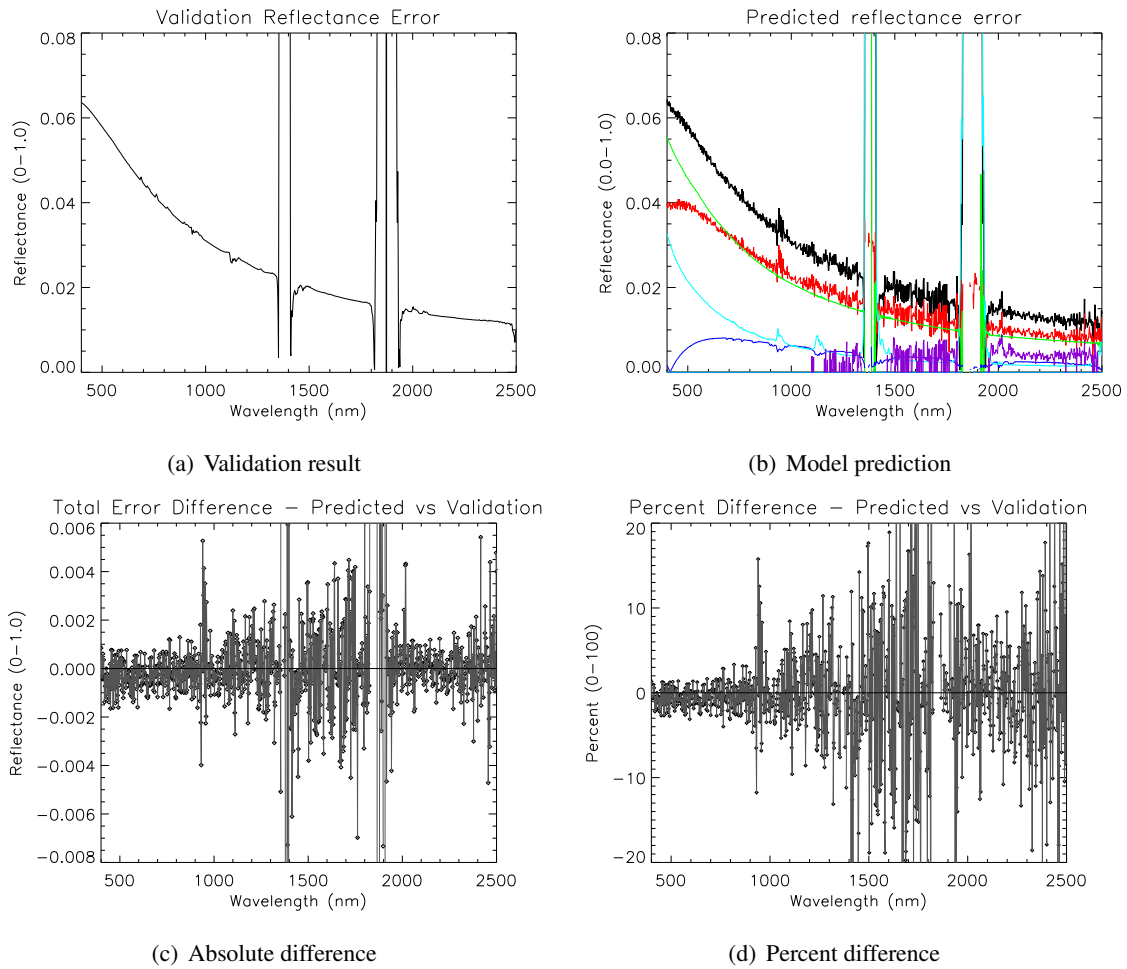 Validation Reflectance Error
0.08
0.06
0.04
0.02
0.00
Reflectance (0−1.0)
500 1000 1500 2000 2500
Wavelength (nm)
(a) Validation result
Predicted reflectance error
0.08
0.06
0.04
0.02
0.00
Reflectance (0.0−1.0)
500 1000 1500 2000 2500
Wavelength (nm)
(b) Model prediction
Total Error Difference − Predicted vs Validation
0.006
0.004
0.002
0.000
−0.002
−0.004
−0.006
−0.008
Reflectance (0−1.0)
500 1000 1500 2000 2500
Wavelength (nm)
(c) Absolute difference
Percent Difference − Predicted vs Validation
20
10
0
−10
−20
Percent (0−100)
500 1000 1500 2000 2500
Wavelength (nm)
(d) Percent difference